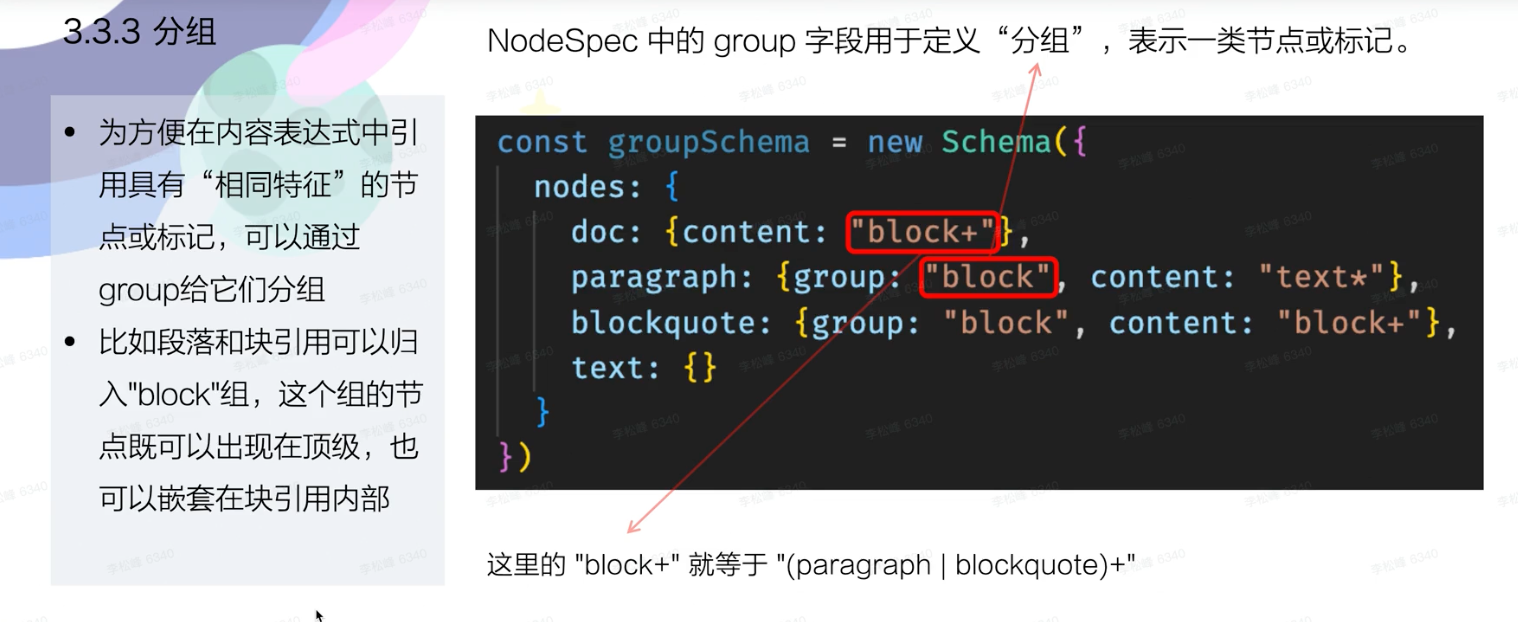 3.3.3 分组
NodeSpec 中的 group 字段用于定义“分组”，表示一类节点或标记。
• 为方便在内容表达式中引
用具有“相同特征”的节
点或标记，可以通过
group给它们分组
• 比如段落和块引用可以归
入"block"组，这个组的节
点既可以出现在顶级，也
可以嵌套在块引用内部
const groupSchema = new Schema({
nodes: {
doc: {content: "block+"},
paragraph: {group: "block", content: "text*"},
blockquote: {group: "block", content: "block+"},
text: {}
}
})
这里的 "block+" 就等于 "(paragraph | blockquote)+"
李松峰 6340